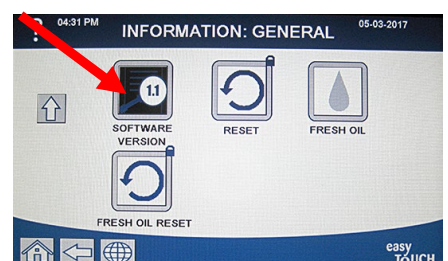 ? 04:31 PM INFORMATION: GENERAL 05-03-2017
1.1
SOFTWARE VERSION
RESET
FRESH OIL
FRESH OIL RESET
easy
TOUCH